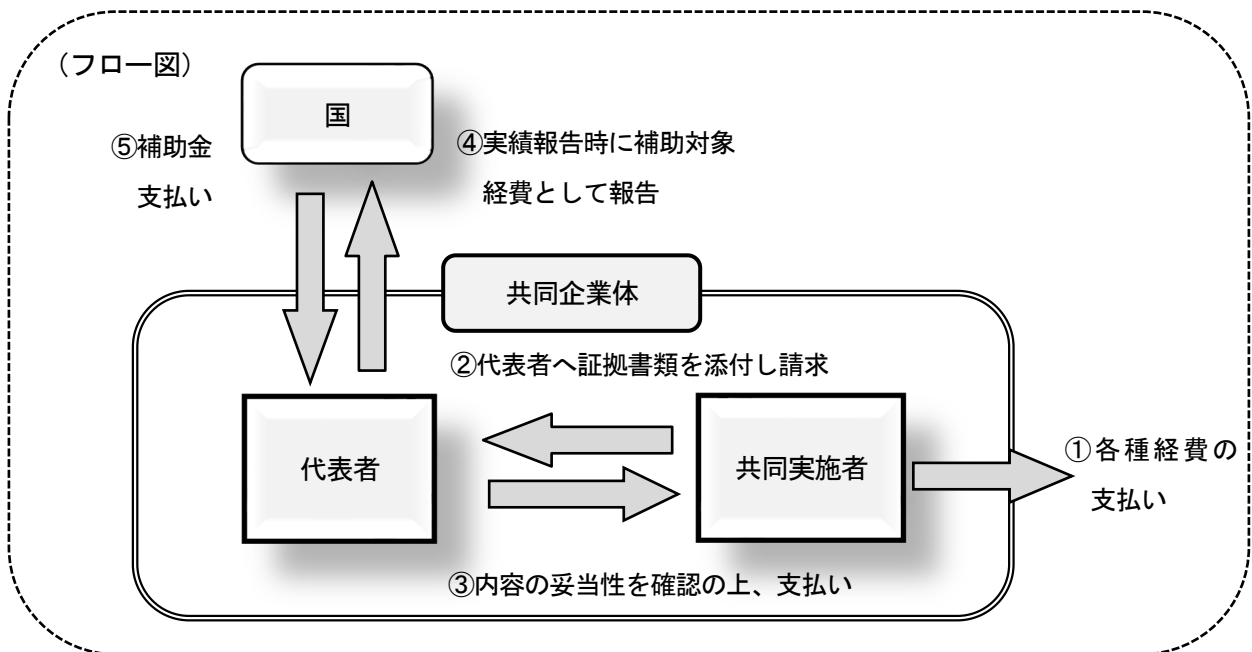 （フロー図）
国
⑤補助金
支払い
④実績報告時に補助対象
経費として報告
共同企業体
②代表者へ証拠書類を添付し請求
代表者
共同実施者
①各種経費の
支払い
③内容の妥当性を確認の上、支払い